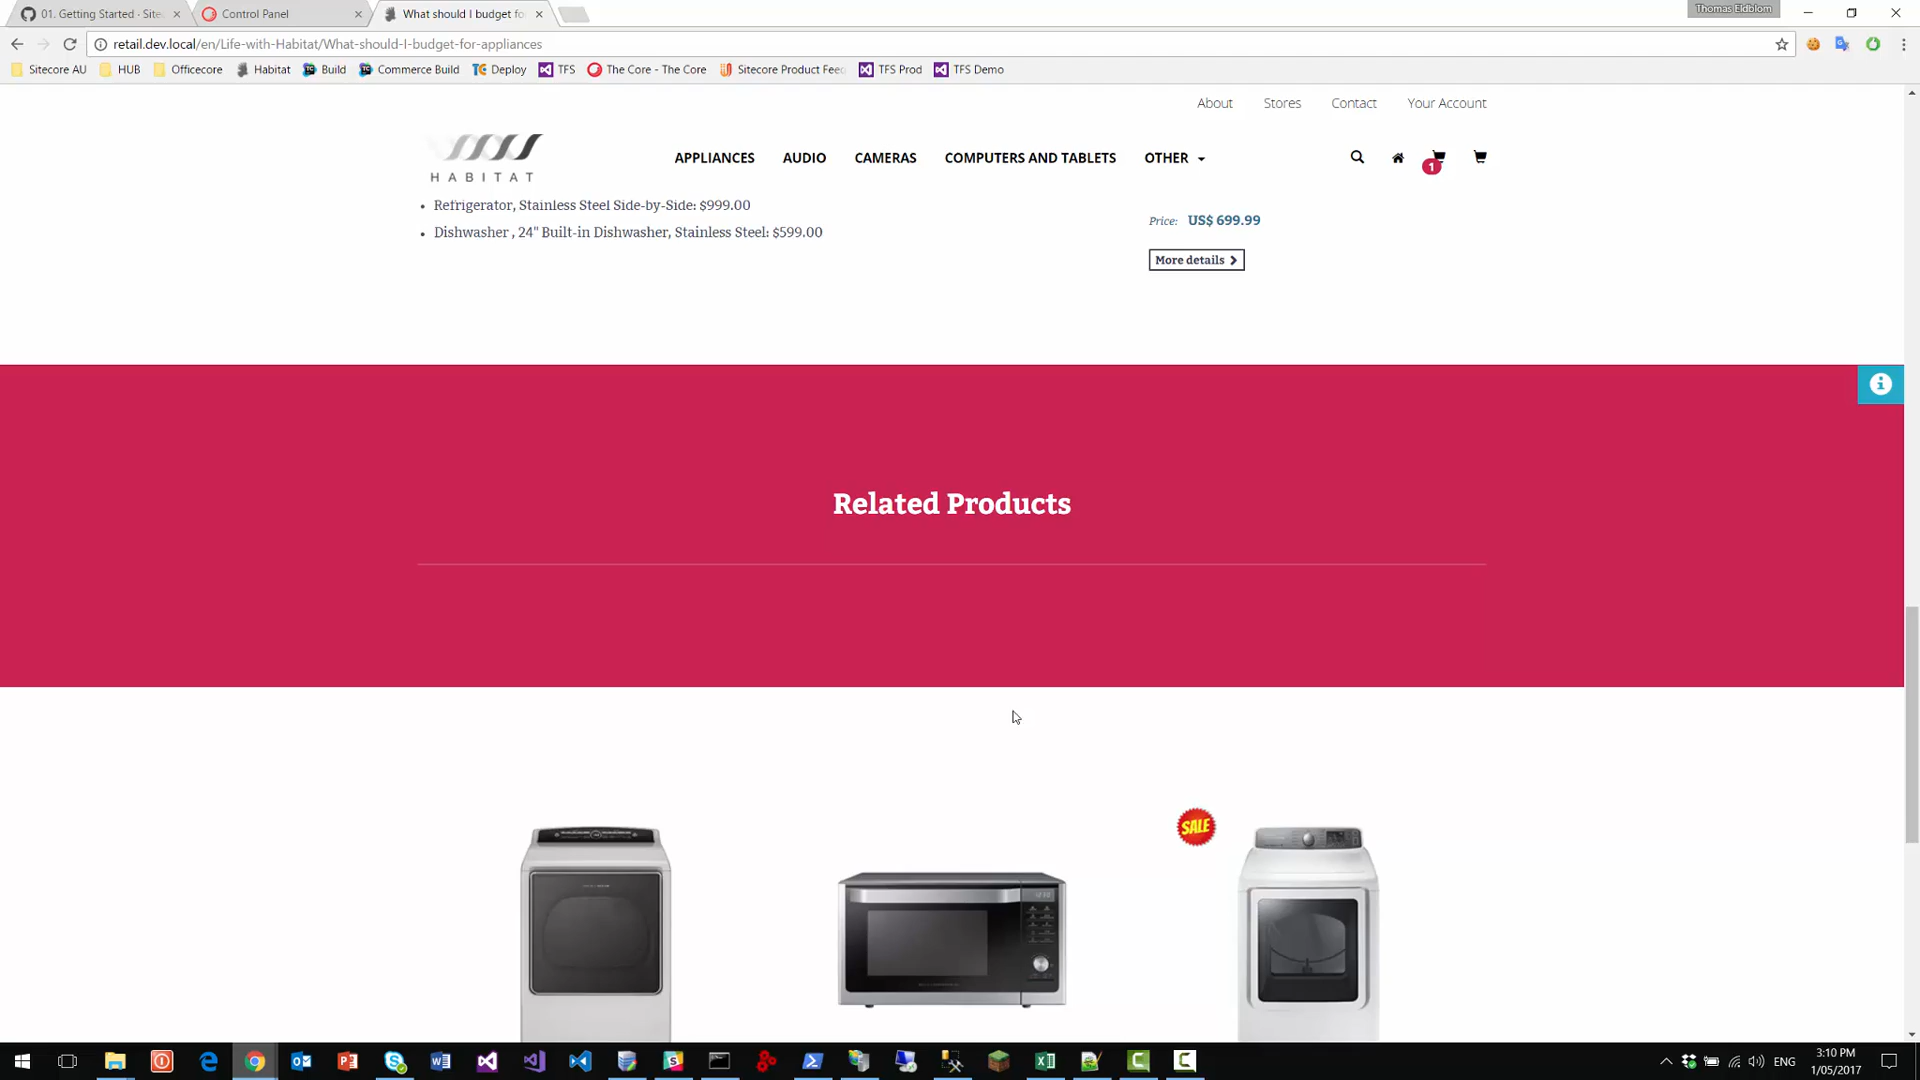 01. Getting Started - Site
Control Panel
What should I budget fo
Thomas Eldblom
retail.dev.local/en/Life-with-Habitat/What-should-I-budget-for-appliances
Sitecore AU
HUB
Officecore
Habitat
Build
Commerce Build
Deploy
TFS
The Core - The Core
Sitecore Product Feed
TFS Prod
TFS Demo
About
Stores
Contact
Your Account
HABITAT
APPLIANCES
AUDIO
CAMERAS
COMPUTERS AND TABLETS
OTHER
1
• Refrigerator, Stainless Steel Side-by-Side: $999.00
• Dishwasher , 24" Built-in Dishwasher, Stainless Steel: $599.00
Price: US$ 699.99
More details
Related Products
SALE
ENG
3:10 PM
1/05/2017